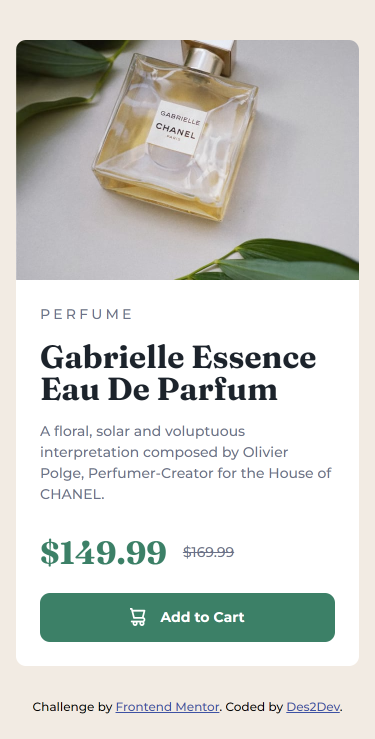 GABRIELLE
CHANEL
PARIS
PERFUME
Gabrielle Essence
Eau De Parfum
A floral, solar and voluptuous
interpretation composed by Olivier
Polge, Perfumer-Creator for the House of
CHANEL.
$149.99 $169.99
Add to Cart
Challenge by Frontend Mentor. Coded by Des2Dev.